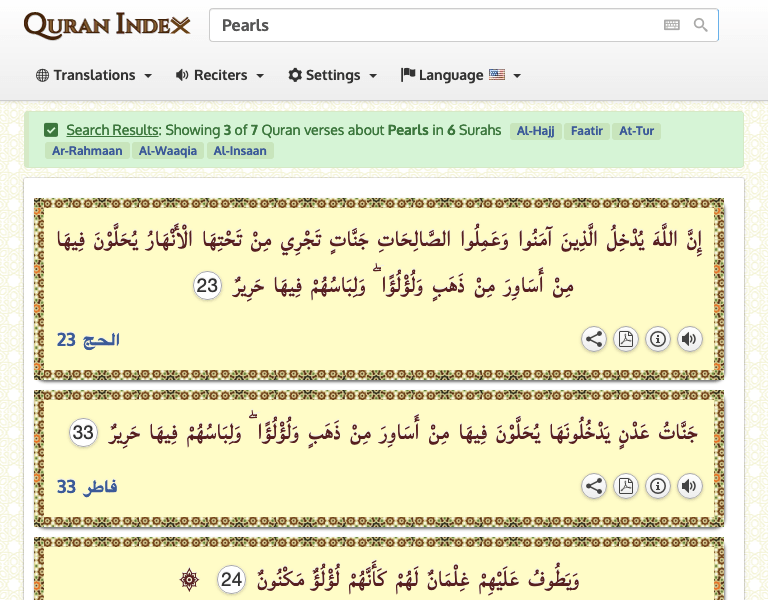 QURAN INDEX
Pearls
Translations Reciters Settings Language
Search Results: Showing 3 of 7 Quran verses about Pearls in 6 Surahs Al-Hajj Faatir At-Tur
Ar-Rahmaan Al-Waaqia Al-Insaan
إِنَّ اللَّهَ يُدْخِلُ الَّذِينَ آمَنُوا وَعَمِلُوا الصَّالِحَاتِ جَنَّاتٍ تَجْرِي مِنْ تَحْتِهَا الْأَنْهَارُ يُحَلَّوْنَ فِيهَا
مِنْ أَسَاوِرَ مِنْ ذَهَبٍ وَلُؤْلُؤًا ۖ وَلِبَاسُهُمْ فِيهَا حَرِيرٌ 23
الحج 23
جَنَّاتُ عَدْنٍ يَدْخُلُونَهَا يُحَلَّوْنَ فِيهَا مِنْ أَسَاوِرَ مِنْ ذَهَبٍ وَلُؤْلُؤًا ۖ وَلِبَاسُهُمْ فِيهَا حَرِيرٌ 33
فاطر 33
وَيَطُوفُ عَلَيْهِمْ غِلْمَانٌ لَهُمْ كَأَنَّهُمْ لُؤْلُؤٌ مَكْنُونٌ 24 ۞